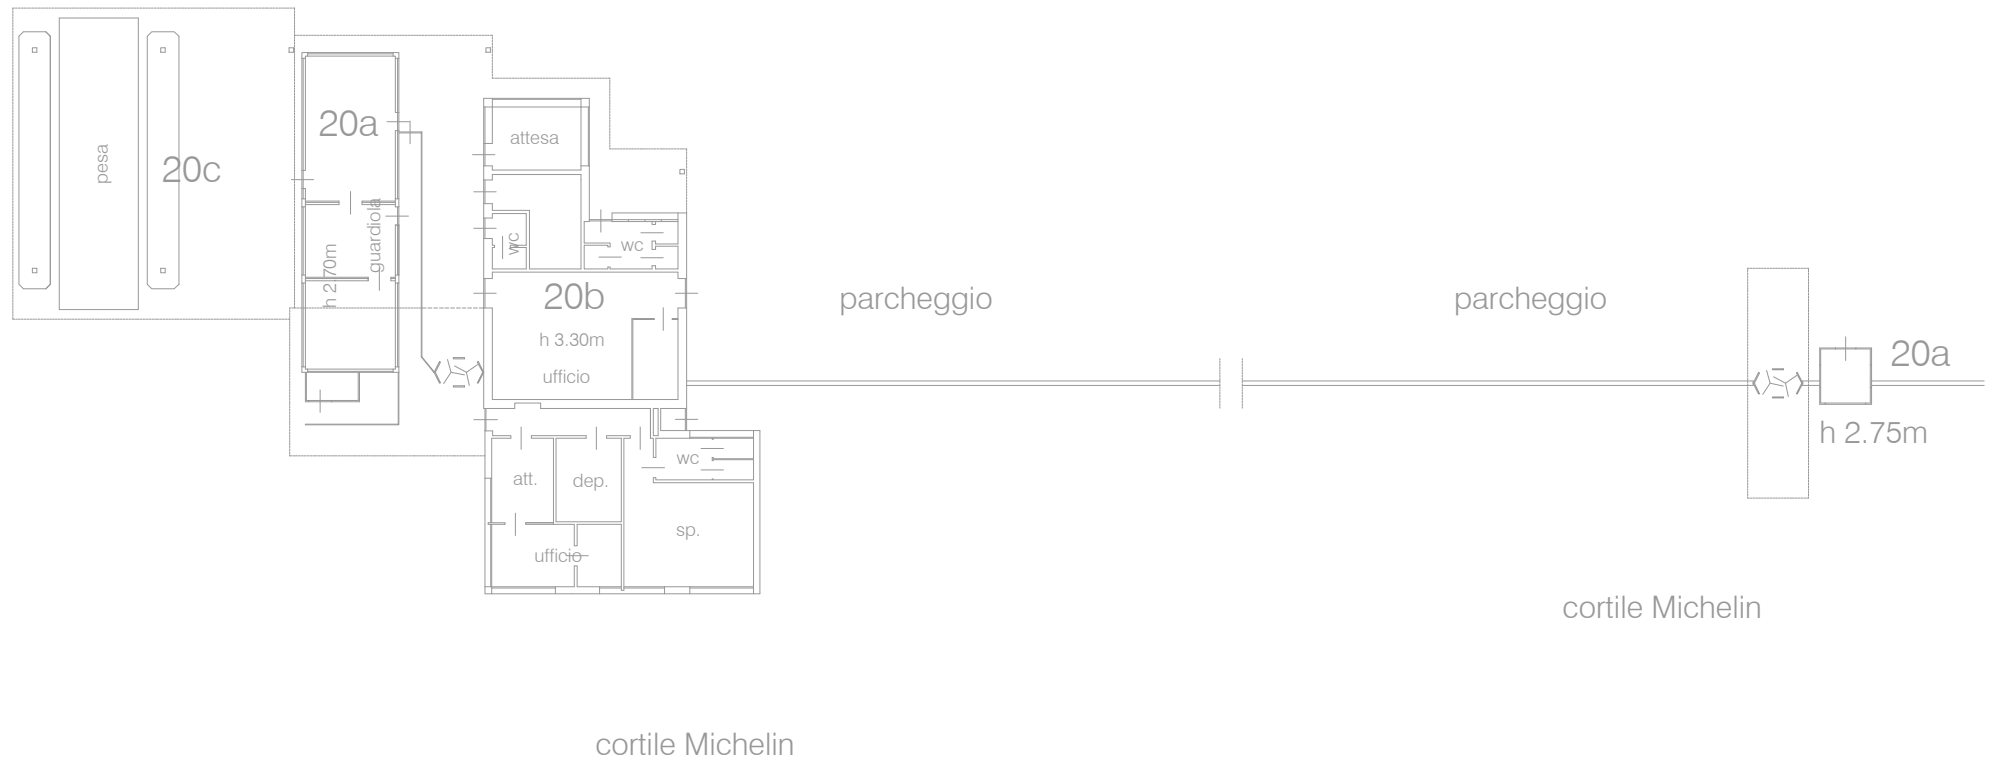 20a
attesa
pesa
20c
guardiola
wc
wc
h 2.70m
20b
parcheggio
parcheggio
h 3.30m
20a
ufficio
h 2.75m
wc
att.
dep.
sp.
ufficio
cortile Michelin
cortile Michelin